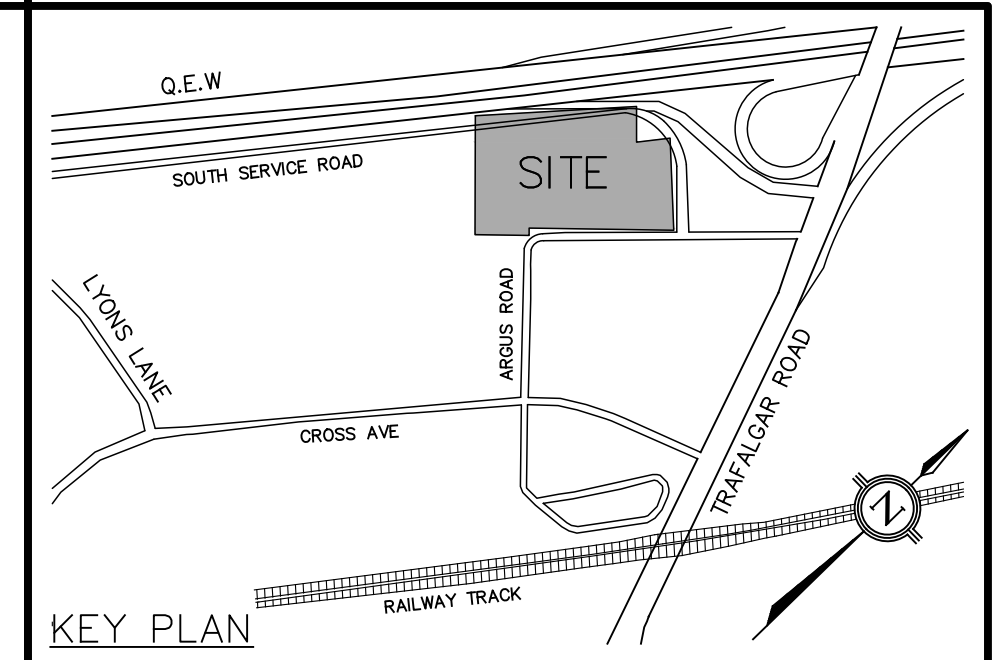 Q.E.W
SOUTH SERVICE ROAD
SITE
LYONS LANE
ARGUS ROAD
CROSS AVE
TRAFALGAR ROAD
N
RAILWAY TRACK
KEY PLAN